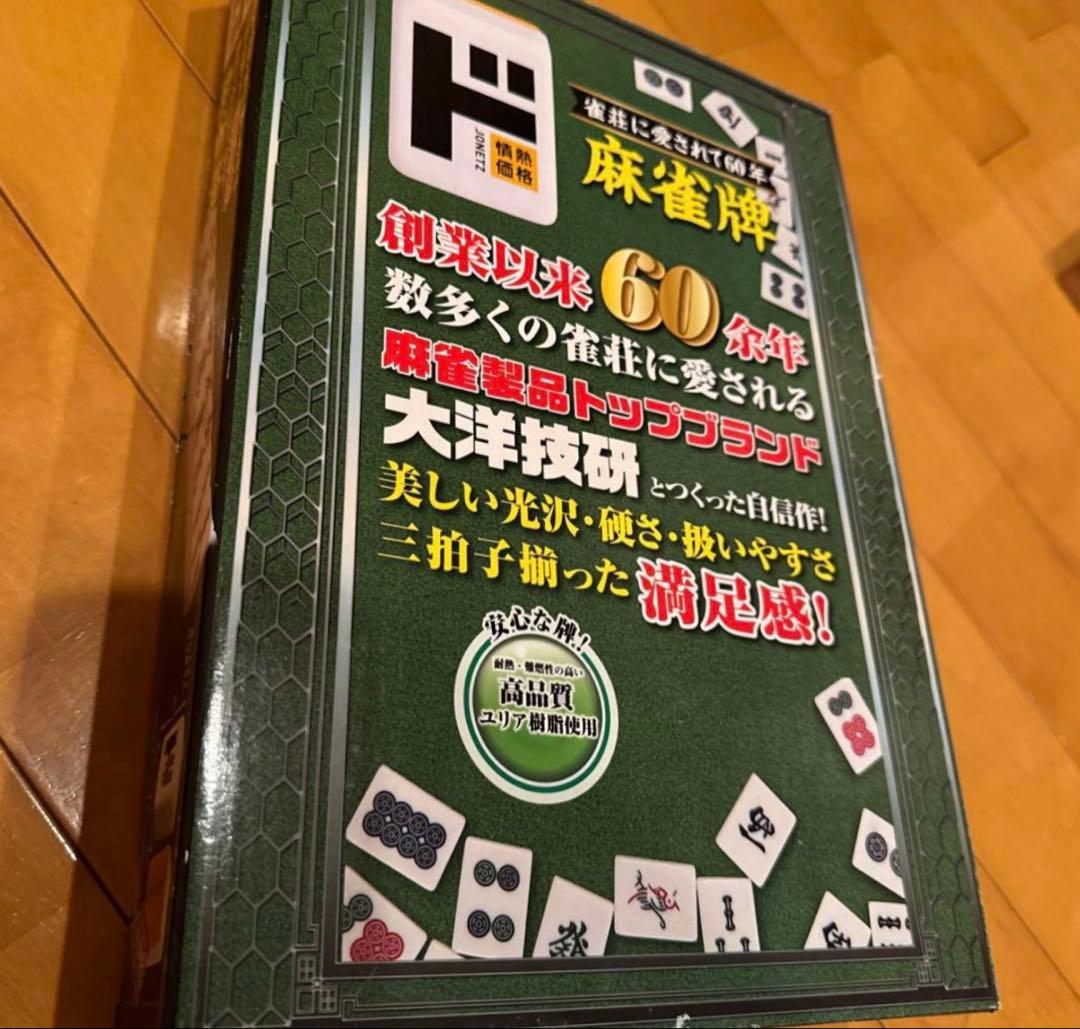 ド
JONETZ
情熱
価格
雀荘に愛されて60年
麻雀牌
創業以来60余年
数多くの雀荘に愛される
麻雀製品トップブランド
大洋技研とつくった自信作!
美しい光沢・硬さ・扱いやすさ
三拍子揃った満足感!
安心な牌!
耐熱・難燃性の高い
高品質
ユリア樹脂使用